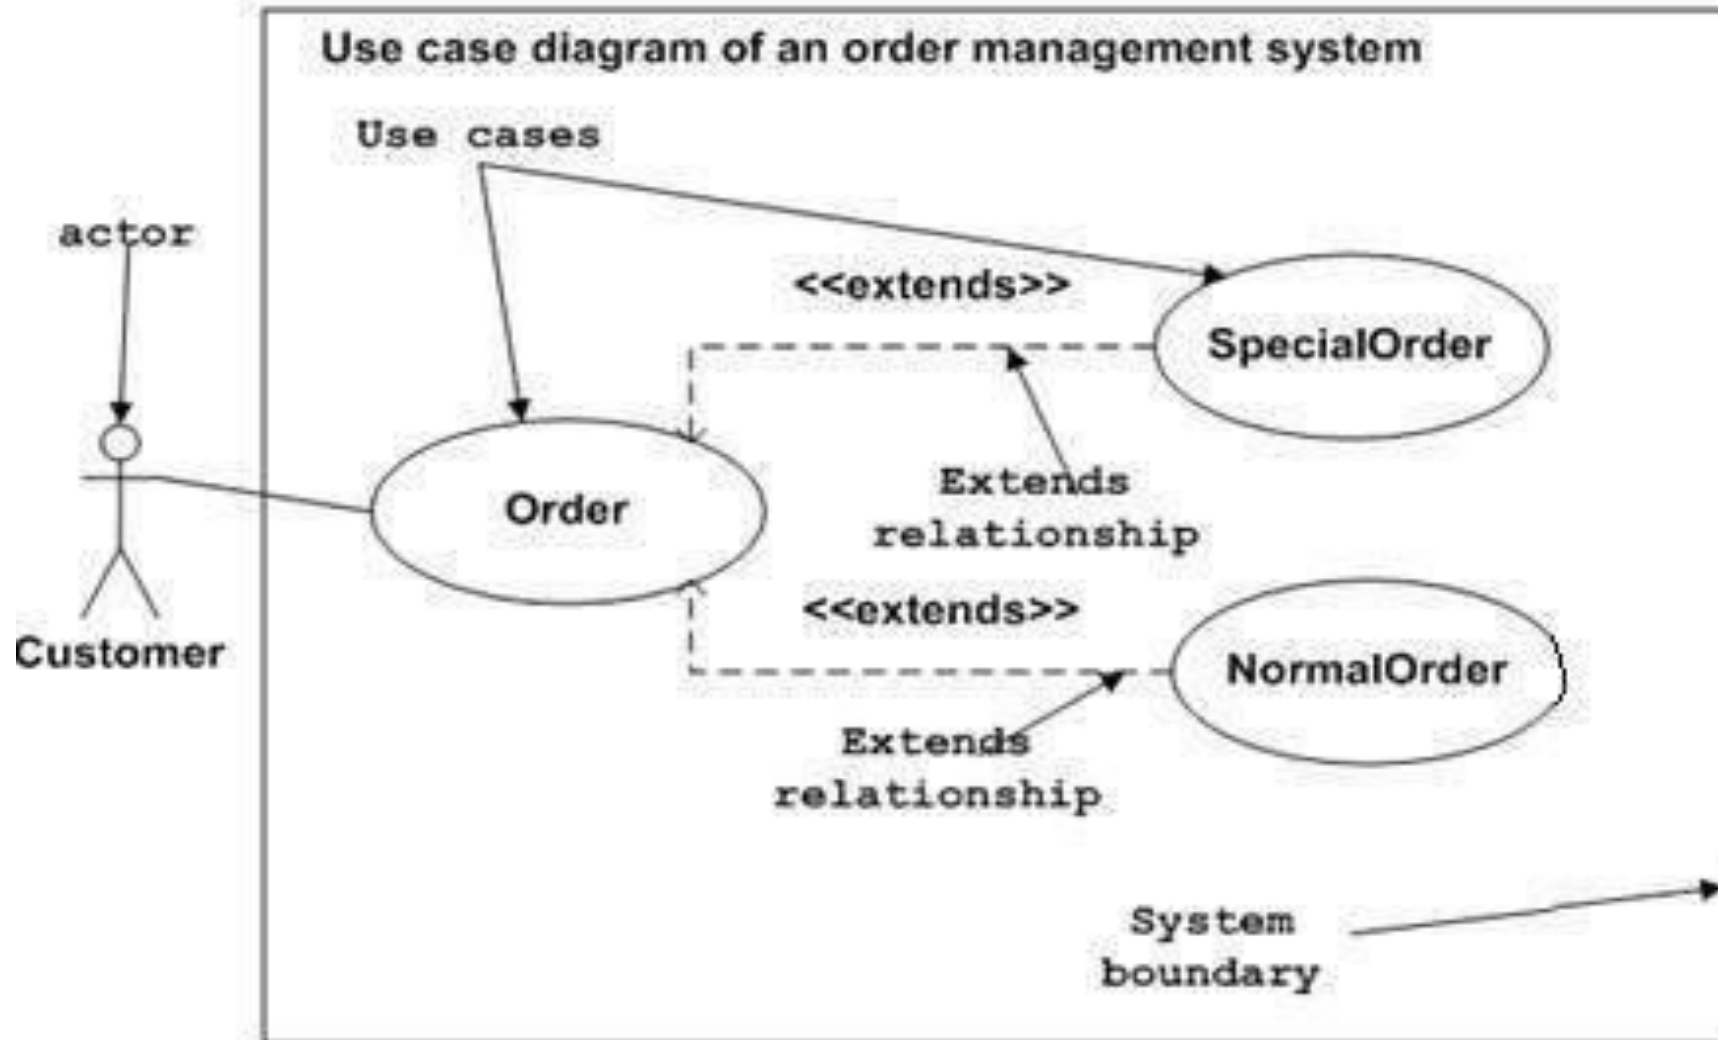 Use case diagram of an order management system
Use cases
actor
<<extends>>
SpecialOrder
Extends
relationship
Order
<<extends>>
Customer
NormalOrder
Extends
relationship
System
boundary